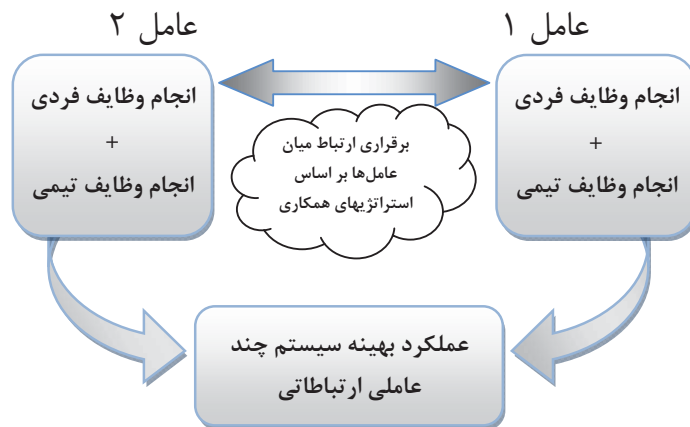 عامل ۱
عامل ۲
انجام وظایف فردی
+
انجام وظایف تیمی
انجام وظایف فردی
+
انجام وظایف تیمی
برقراری ارتباط میان
عامل‌ها بر اساس
استراتژیهای همکاری
عملکرد بهینه سیستم چند
عاملی ارتباطاتی